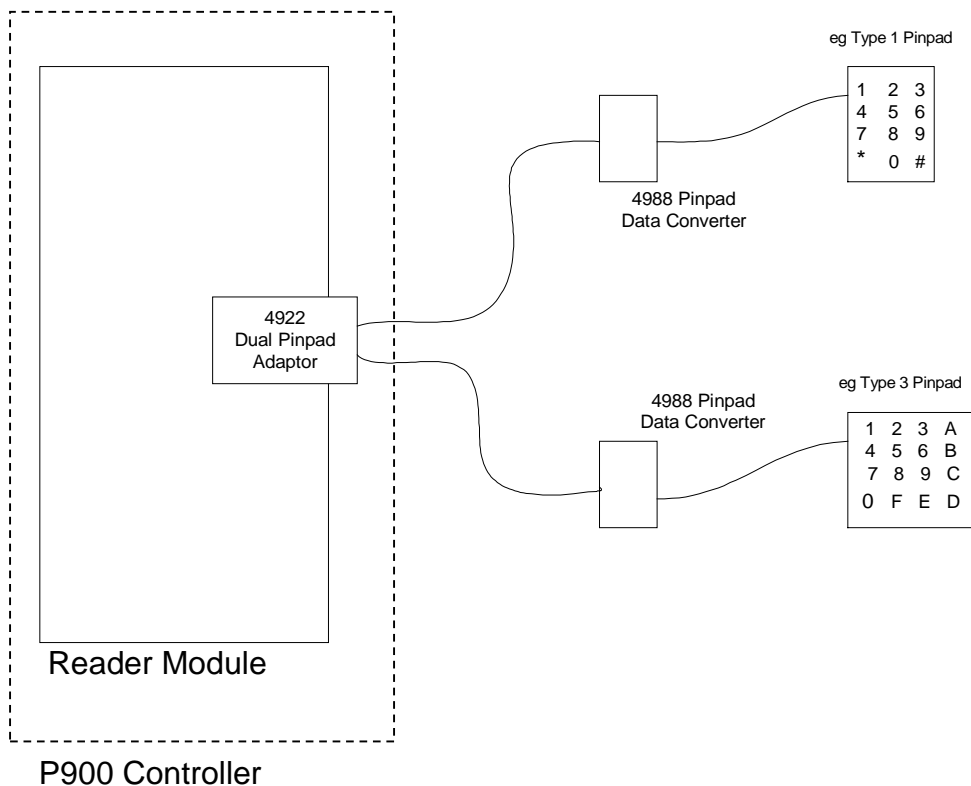 eg Type 1 Pinpad
1 2 3
4 5 6
7 8 9
* 0 #
4988 Pinpad
Data Converter
4922
Dual Pinpad
Adaptor
eg Type 3 Pinpad
4988 Pinpad
Data Converter
1 2 3 A
4 5 6 B
7 8 9 C
0 F E D
Reader Module
P900 Controller